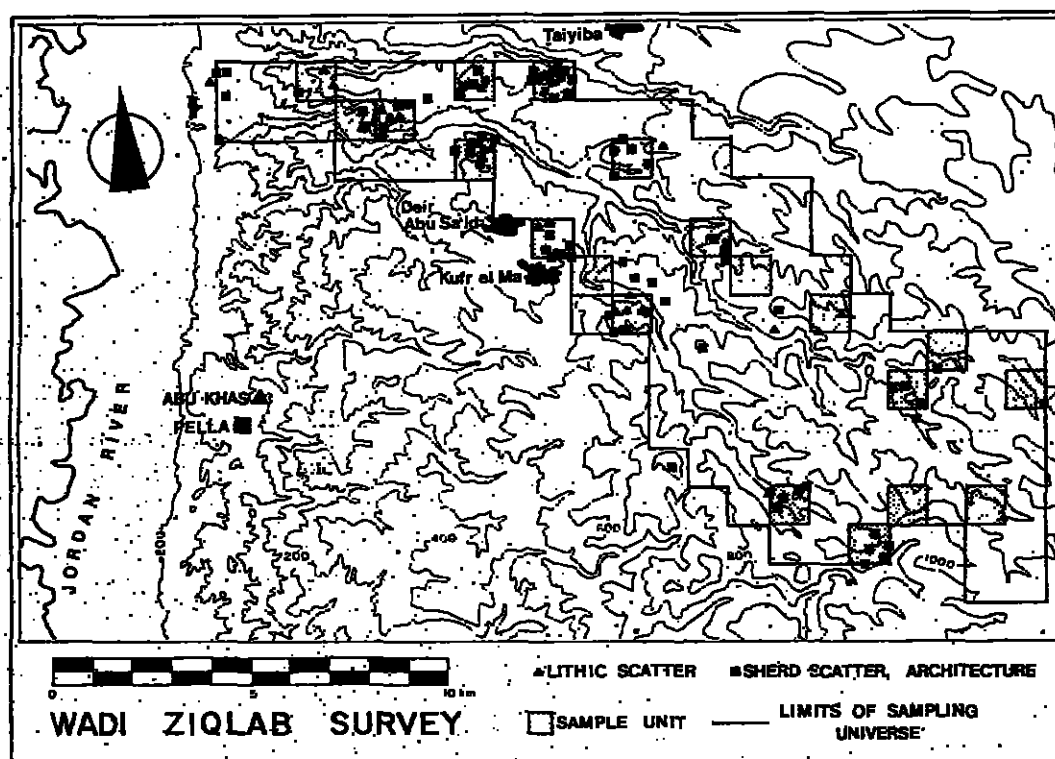 Taiyiba
Deir
Abu Sa'id
Kufr el Ma
ABU KHAS
PELLA
JORDAN RIVER
-200
200
400
600
800
1000
0 5 10 km
LITHIC SCATTER SHERD SCATTER, ARCHITECTURE
WADI ZIQLAB SURVEY
SAMPLE UNIT LIMITS OF SAMPLING
UNIVERSE